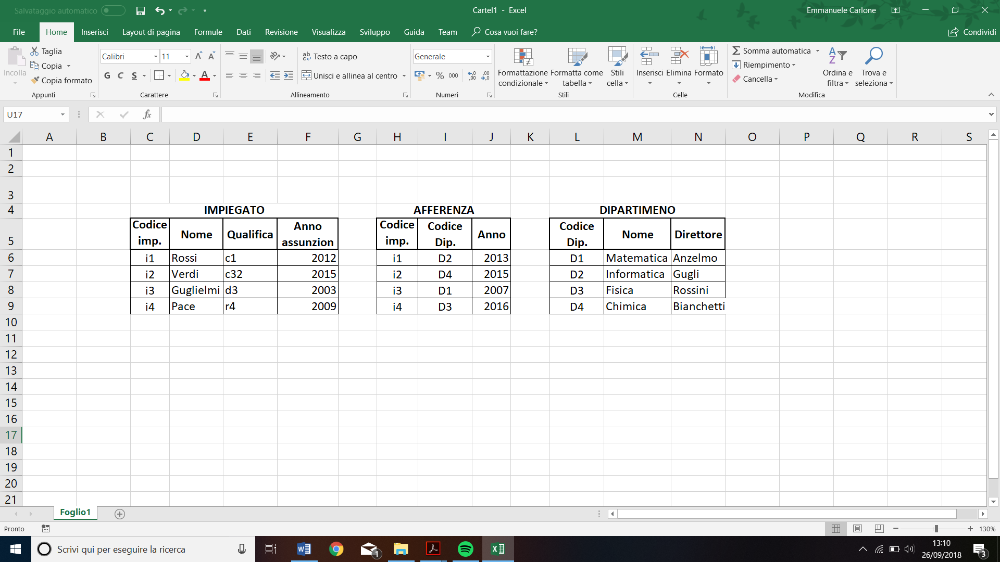 Salvataggio automatico
Cartel1 - Excel
Emmanuele Carlone
File Home Inserisci Layout di pagina Formule Dati Revisione Visualizza Sviluppo Guida Team Cosa vuoi fare? Condividi
Incolla
Taglia
Copia
Copia formato
Appunti
Calibri 11
G C S
A A
A
Carattere
ab Testo a capo
Unisci e allinea al centro
Allineamento
Generale
% 000
Numeri
Formattazione condizionale
Formatta come tabella
Stili cella
Stili
Inserisci Elimina Formato
Celle
Somma automatica
Riempimento
Cancella
Ordina e filtra
Trova e seleziona
Modifica
U17 fx
A B C D E F G H I J K L M N O P Q R S
1
2
3
4 IMPIEGATO AFFERENZA DIPARTIMENO
5 Codice imp. Nome Qualifica Anno assunzion Codice imp. Codice Dip. Anno Codice Dip. Nome Direttore
6 i1 Rossi c1 2012 i1 D2 2013 D1 Matematica Anzelmo
7 i2 Verdi c32 2015 i2 D4 2015 D2 Informatica Gugli
8 i3 Guglielmi d3 2003 i3 D1 2007 D3 Fisica Rossini
9 i4 Pace r4 2009 i4 D3 2016 D4 Chimica Bianchetti
10
11
12
13
14
15
16
17
18
19
20
21
Foglio1
Pronto
130%
Scrivi qui per eseguire la ricerca
1
13:10
26/09/2018
3